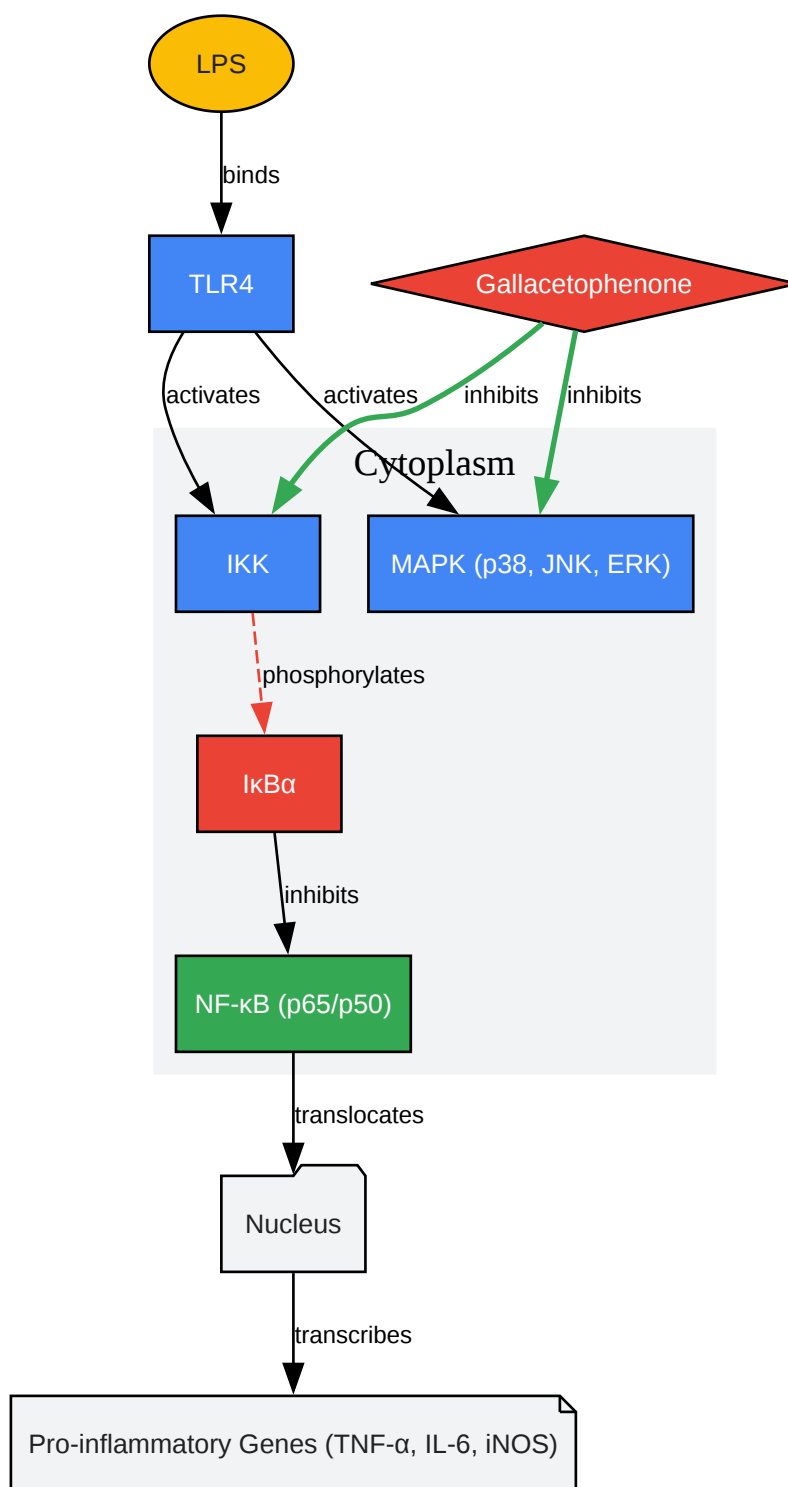 LPS
binds
TLR4
Gallacetophenone
activates
activates
inhibits
inhibits
Cytoplasm
IKK
MAPK (p38, JNK, ERK)
phosphorylates
IκBα
inhibits
NF-κB (p65/p50)
translocates
Nucleus
transcribes
Pro-inflammatory Genes (TNF-α, IL-6, iNOS)